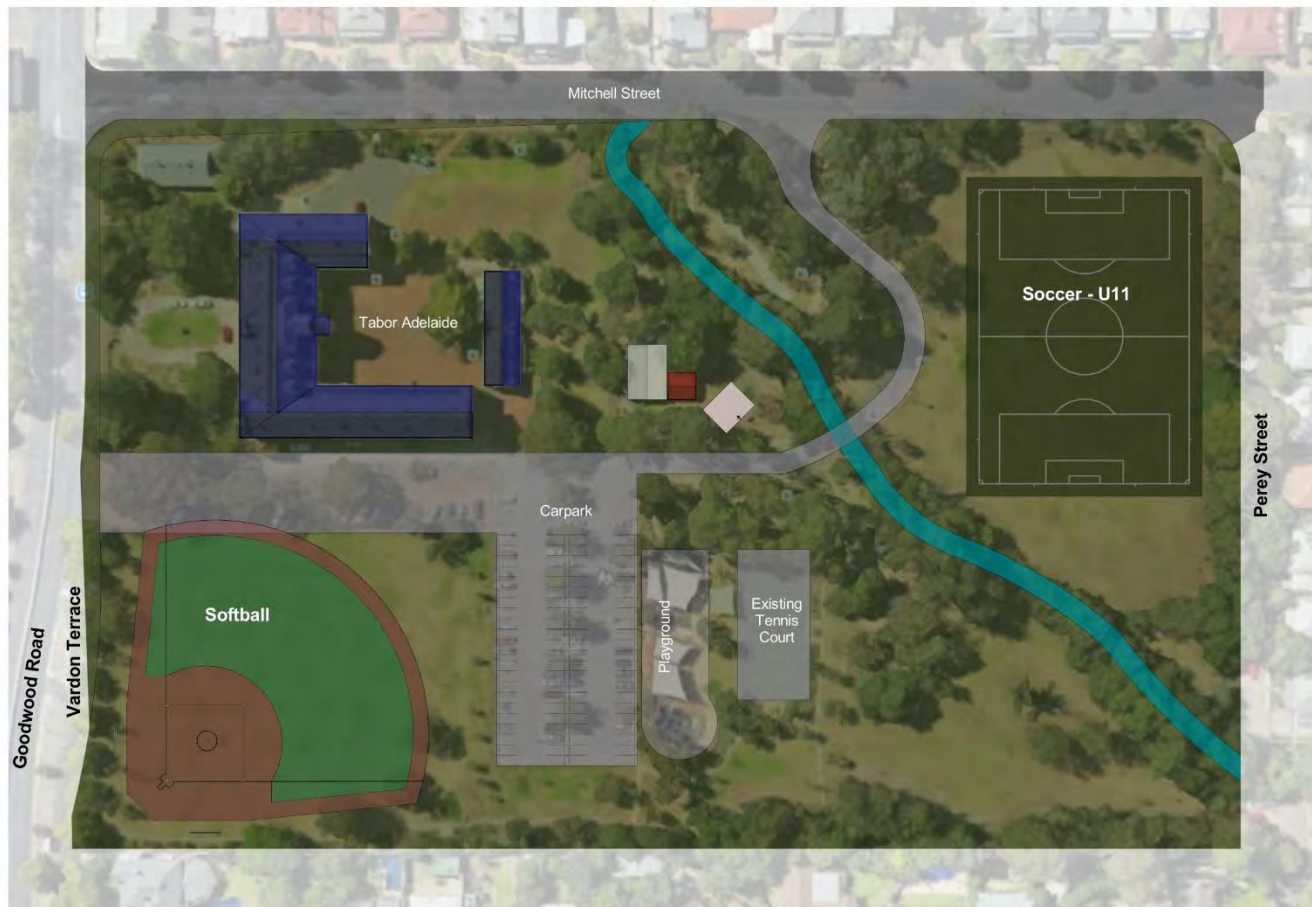 Mitchell Street
Soccer - U11
Tabor Adelaide
Perey Street
Carpark
Softball
Playground
Existing
Tennis
Court
Vardon Terrace
Goodwood Road